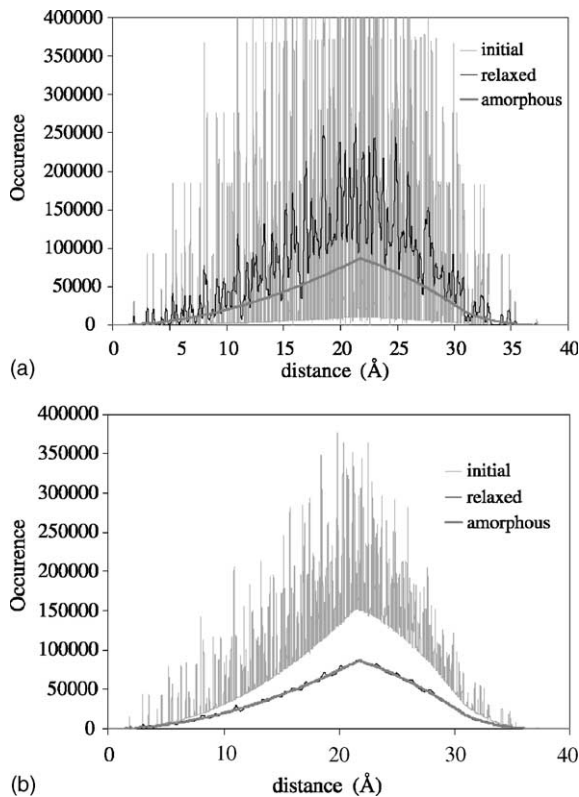 400000
350000
300000
250000
200000
150000
100000
50000
0
Occurence
initial
relaxed
amorphous
0 5 10 15 20 25 30 35 40
distance (Å)
(a)
400000
350000
300000
250000
200000
150000
100000
50000
0
Occurence
initial
relaxed
amorphous
0 10 20 30 40
distance (Å)
(b)